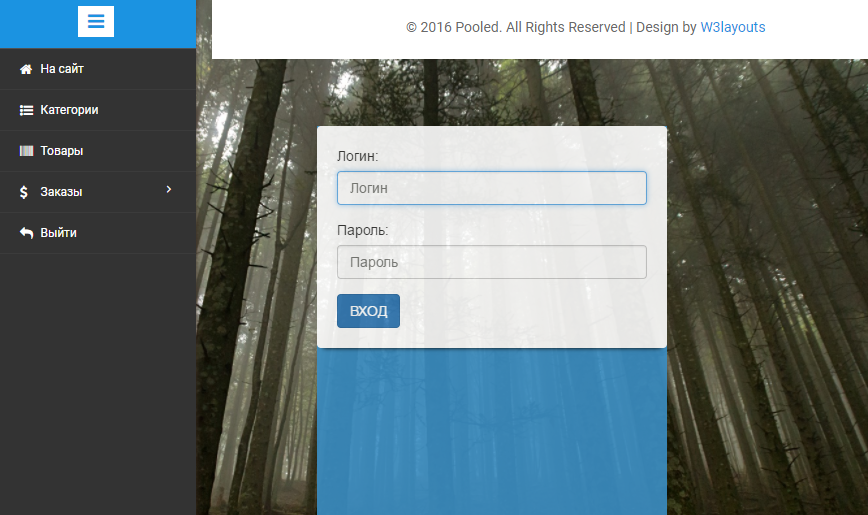 © 2016 Pooled. All Rights Reserved | Design by W3layouts
На сайт
Категории
Товары
Заказы
Выйти
Логин:
Логин
Пароль:
Пароль
ВХОД